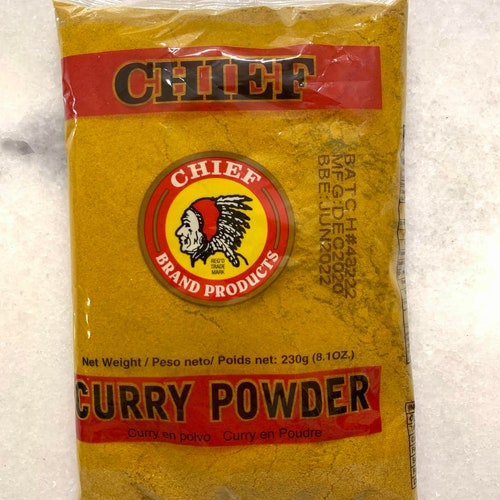 CHIEF
CHIEF
BRAND PRODUCTS
REG'D
TRADE
MARK
BATCH#:43222
MFG:DEC2020
BBE:JUN2022
Net Weight / Peso neto/ Poids net: 230g (8.1OZ.)
CURRY POWDER
Curry en polvo Curry en Poudre